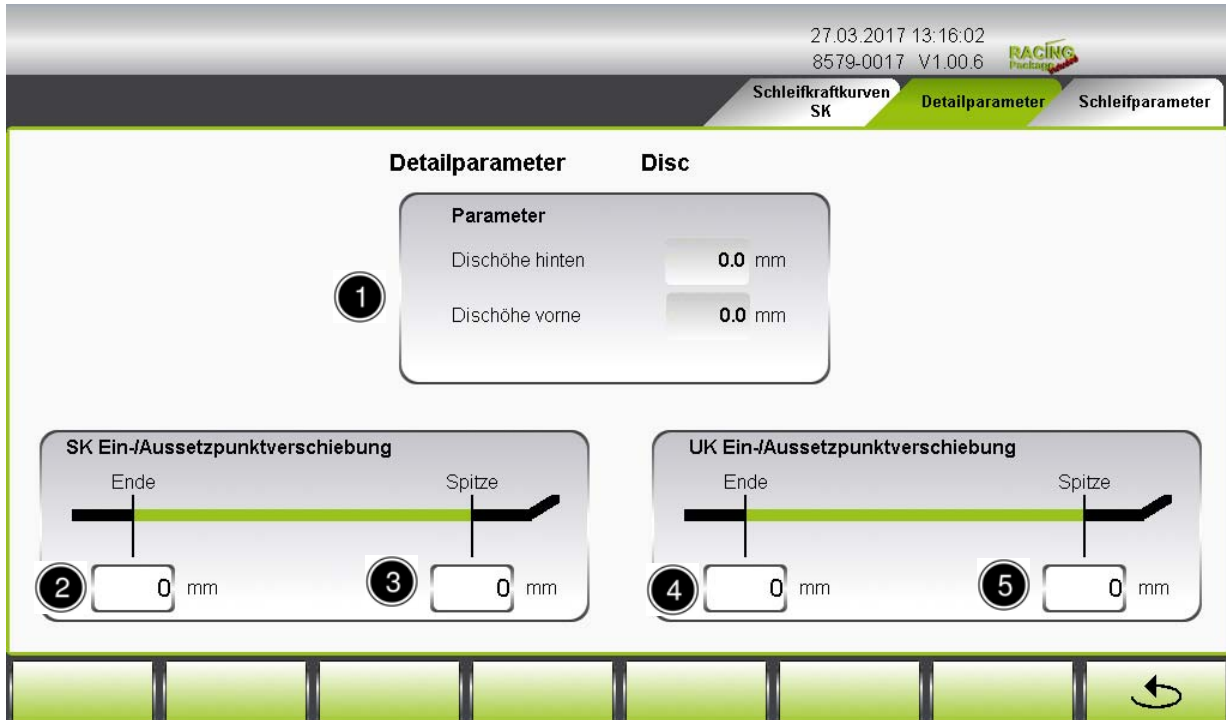 27.03.2017 13:16:02
8579-0017 V1.00.6
RACING
Package
Schleifkraftkurven
SK
Detailparameter
Schleifparameter
Detailparameter Disc
Parameter
Dischöhe hinten 0.0 mm
1
Dischöhe vorne 0.0 mm
SK Ein-/Aussetzpunktverschiebung
Ende Spitze
2 0 mm 3 0 mm
UK Ein-/Aussetzpunktverschiebung
Ende Spitze
4 0 mm 5 0 mm